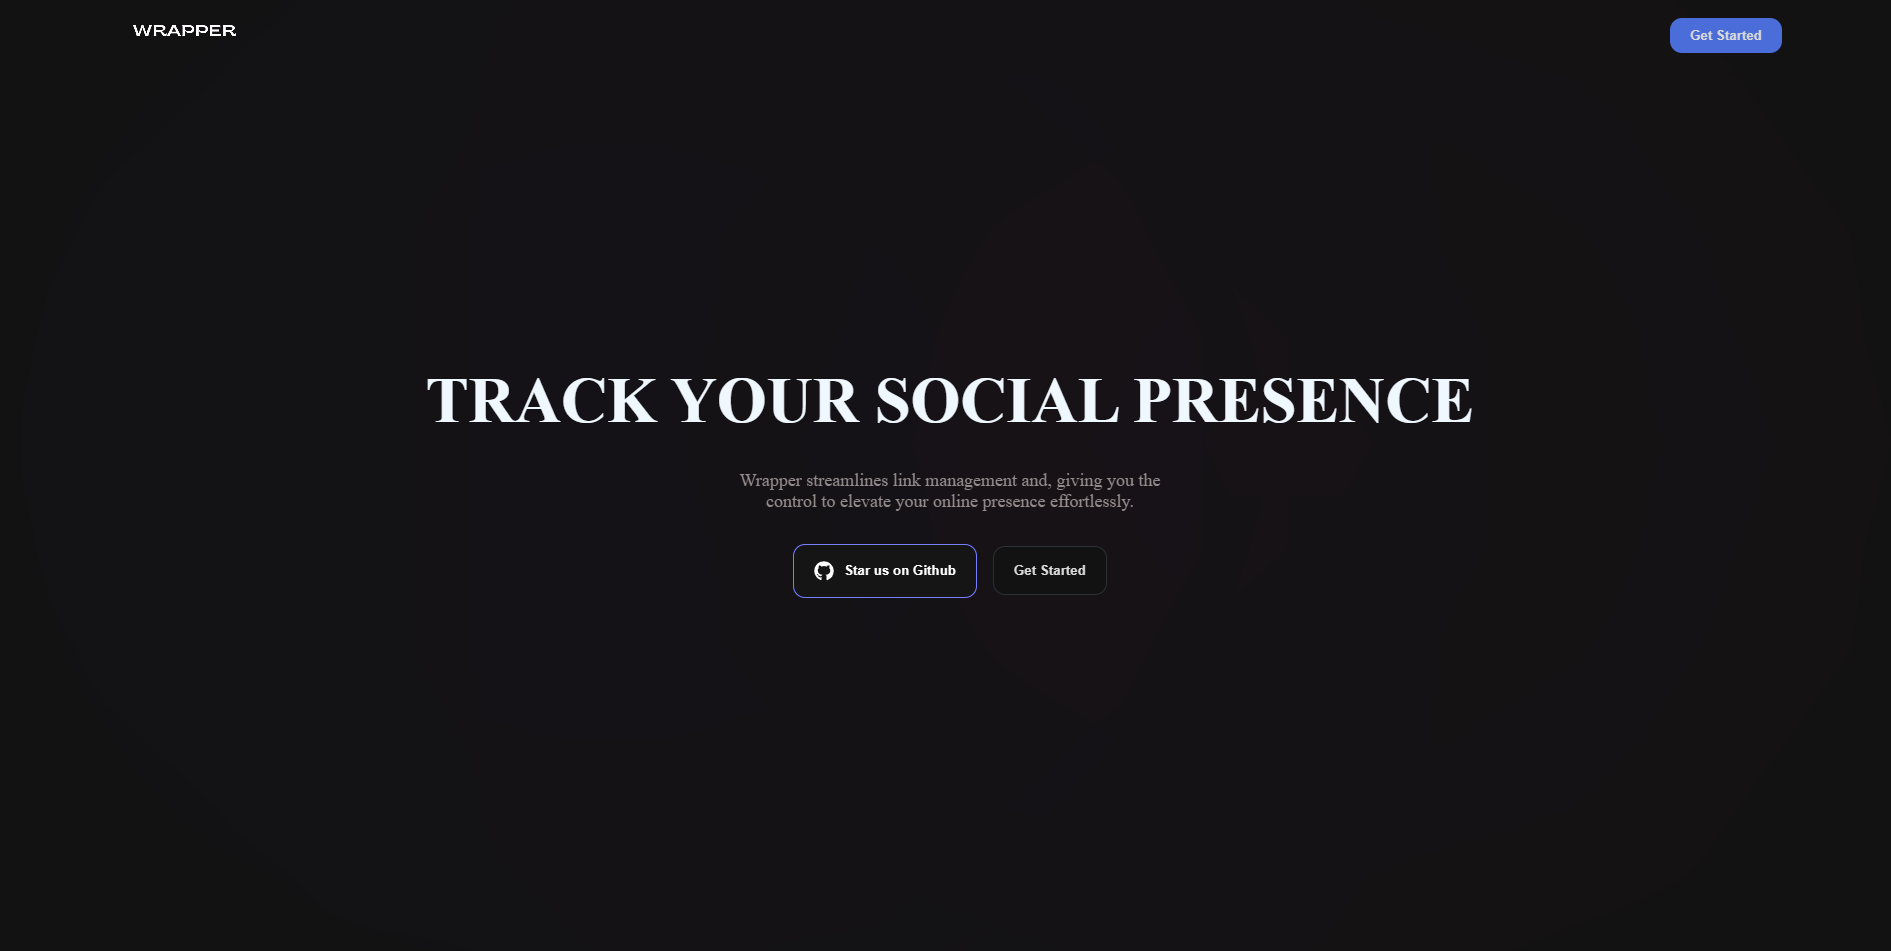 WRAPPER
Get Started
TRACK YOUR SOCIAL PRESENCE
Wrapper streamlines link management and, giving you the
control to elevate your online presence effortlessly.
Star us on Github
Get Started